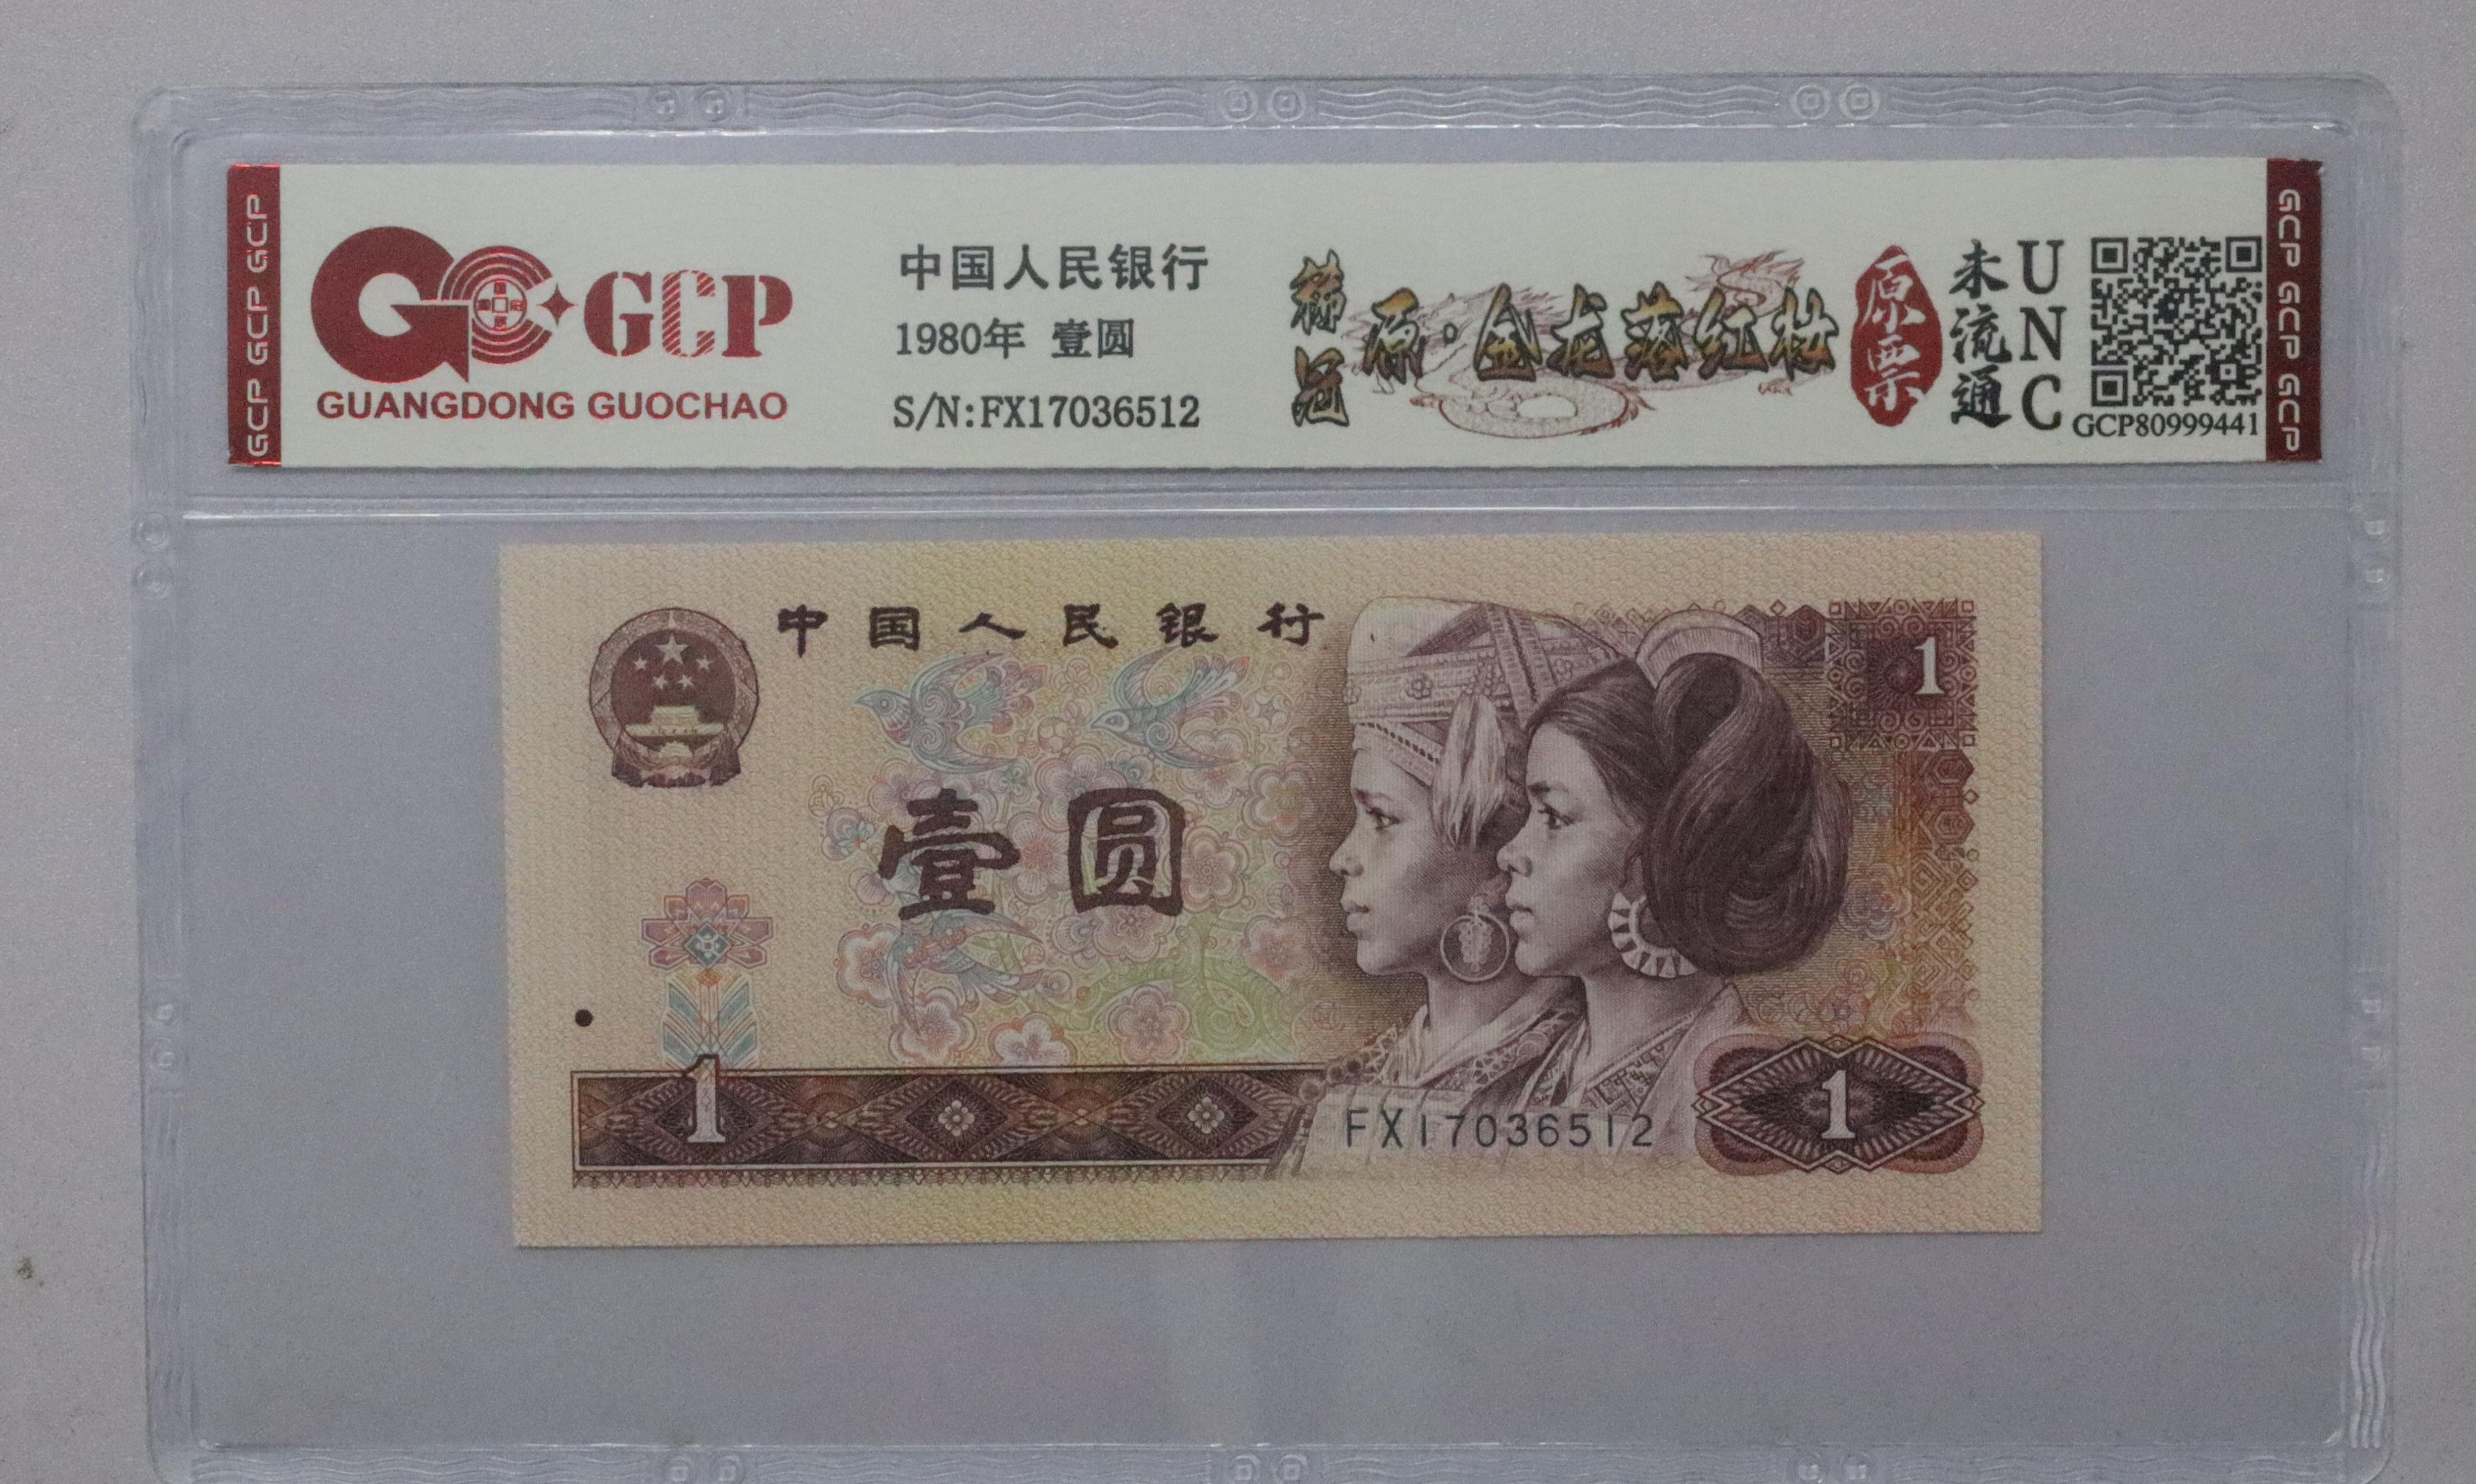 GCP GCP GCP
GCP
GUANGDONG GUOCHAO
中国人民银行
1980年 壹圆
S/N:FX17036512
稀冠
原·金龙落红妆
原票
未流通
UNC
GCP80999441
GCP GCP GCP
中国人民银行
1
壹圆
1
FX17036512
1